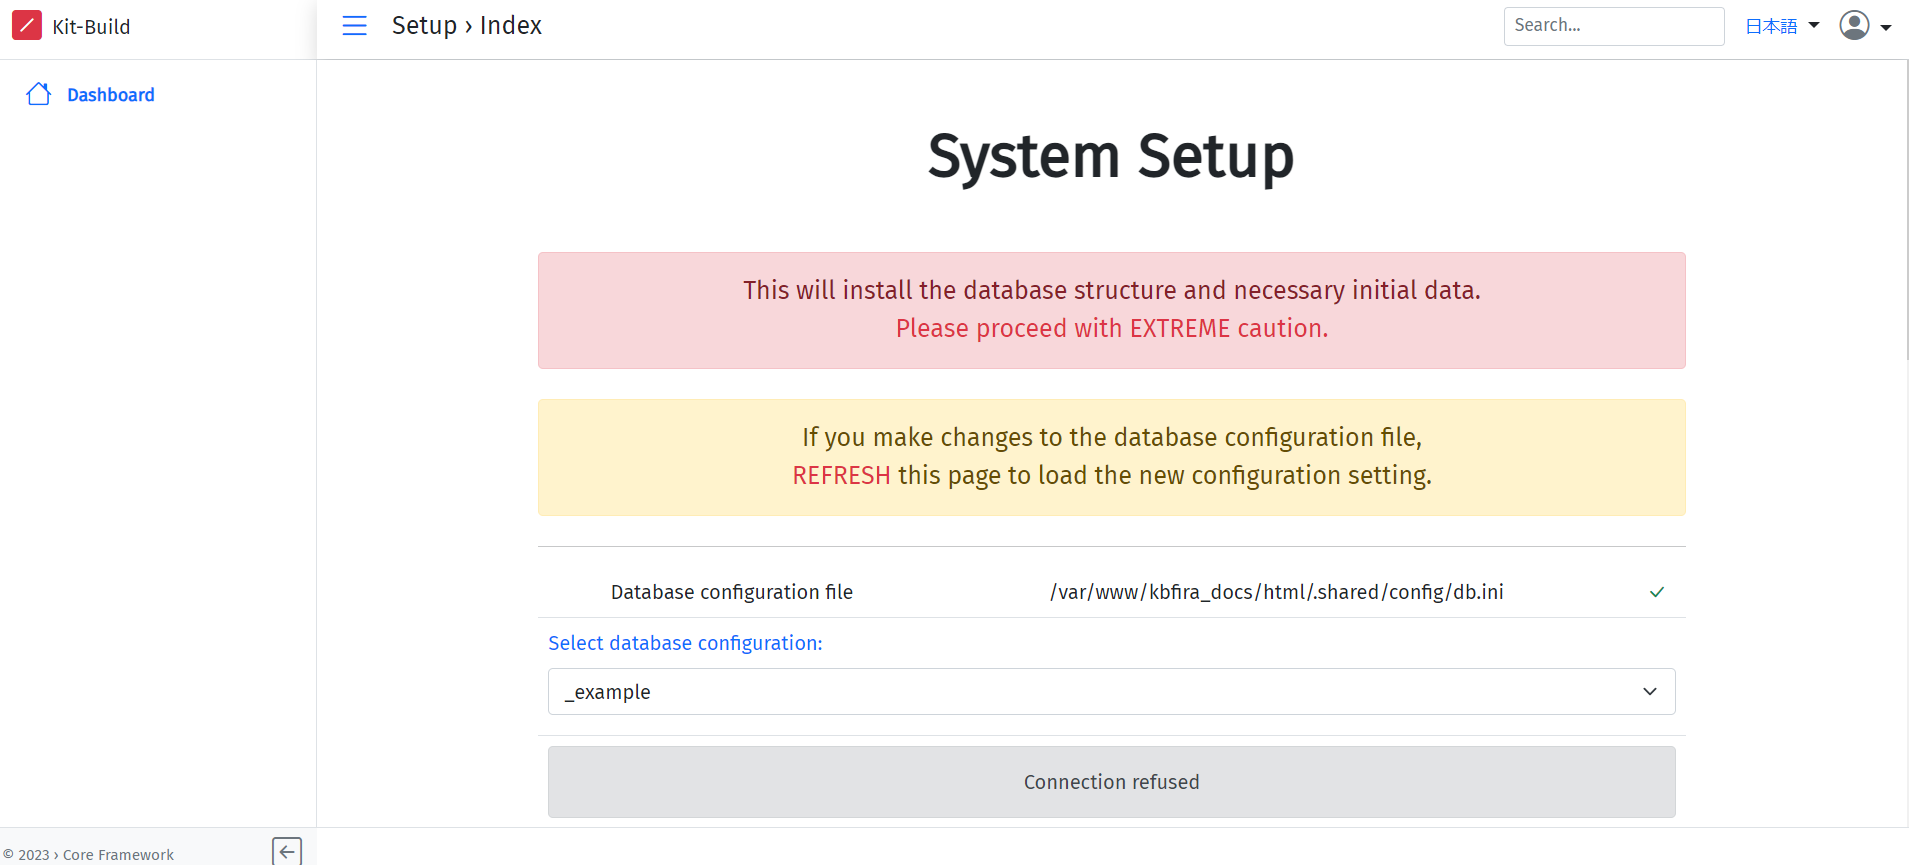 Kit-Build
Setup › Index
Search...
日本語
Dashboard
System Setup
This will install the database structure and necessary initial data.
Please proceed with EXTREME caution.
If you make changes to the database configuration file,
REFRESH this page to load the new configuration setting.
Database configuration file /var/www/kbfira_docs/html/.shared/config/db.ini
Select database configuration:
_example
Connection refused
© 2023 › Core Framework